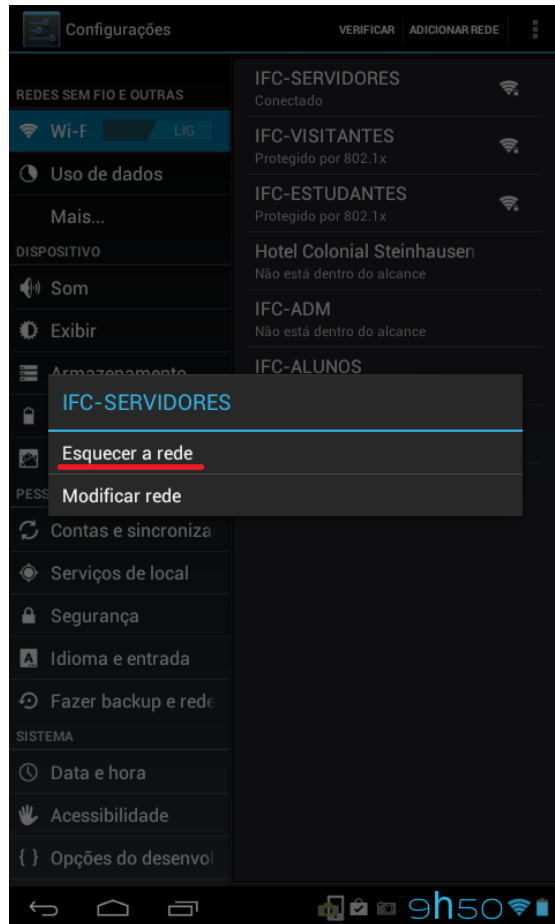 Configurações
VERIFICAR
ADICIONAR REDE
REDES SEM FIO E OUTRAS
Wi-F
LIG
Uso de dados
Mais...
DISPOSITIVO
Som
Exibir
Armazenamento
PESS
Contas e sincroniza
Serviços de local
Segurança
Idioma e entrada
Fazer backup e rede
SISTEMA
Data e hora
Acessibilidade
{ } Opções do desenvol
IFC-SERVIDORES
Conectado
IFC-VISITANTES
Protegido por 802.1x
IFC-ESTUDANTES
Protegido por 802.1x
Hotel Colonial Steinhausen
Não está dentro do alcance
IFC-ADM
Não está dentro do alcance
IFC-ALUNOS
IFC-SERVIDORES
Esquecer a rede
Modificar rede
9h50